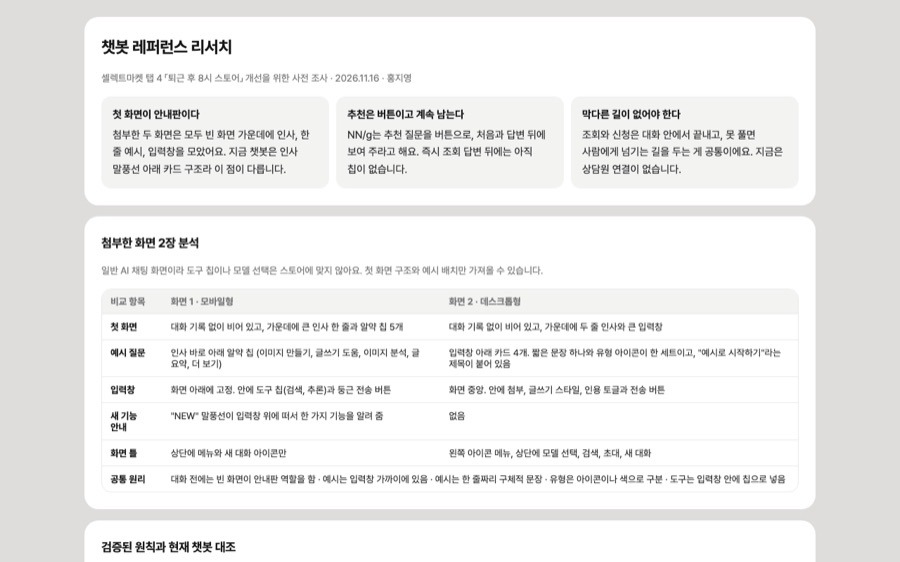 챗봇 레퍼런스 리서치
셀렉트마켓 탭 4 「퇴근 후 8시 스토어」 개선을 위한 사전 조사 · 2026.11.16 · 홍지명
첫 화면이 안내판이다
첨부한 두 화면은 모두 빈 화면 가운데에 인사, 한
줄 예시, 입력창을 모았어요. 지금 챗봇은 인사
말풍선 아래 카드 구조라 이 점이 다릅니다.
추천은 버튼이고 계속 남는다
NN/g는 추천 질문을 버튼으로, 처음과 답변 뒤에
보여 주라고 해요. 즉시 조회 답변 뒤에는 아직
칩이 없습니다.
막다른 길이 없어야 한다
조회와 신청은 대화 안에서 끝내고, 못 풀면
사람에게 넘기는 길을 두는 게 공통이에요. 지금은
상담원 연결이 없습니다.
첨부한 화면 2장 분석
일반 AI 채팅 화면이라 도구 칩이나 모델 선택은 스토어에 맞지 않아요. 첫 화면 구조와 예시 배치만 가져올 수 있습니다.
비교 항목 화면 1 · 모바일형 화면 2 · 데스크톱형
첫 화면 대화 기록 없이 비어 있고, 가운데에 큰 인사 한 줄과 알약 칩 5개 대화 기록 없이 비어 있고, 가운데에 두 줄 인사와 큰 입력창
예시 질문 인사 바로 아래 알약 칩 (이미지 만들기, 글쓰기 도움, 이미지 분석, 글
요약, 더 보기)
입력창 아래 카드 4개. 짧은 문장 하나와 유형 아이콘이 한 세트이고, "예시로 시작하기"라는
제목이 붙어 있음
입력창 화면 아래에 고정. 안에 도구 칩(검색, 추론)과 둥근 전송 버튼 화면 중앙. 안에 첨부, 글쓰기 스타일, 인용 토글과 전송 버튼
새 기능
안내
"NEW" 말풍선이 입력창 위에 떠서 한 가지 기능을 알려 줌 없음
화면 틀 상단에 메뉴와 새 대화 아이콘만 왼쪽 아이콘 메뉴, 상단에 모델 선택, 검색, 초대, 새 대화
공통 원리 대화 전에는 빈 화면이 안내판 역할을 함 · 예시는 입력창 가까이에 있음 · 예시는 한 줄짜리 구체적 문장 · 유형은 아이콘이나 색으로 구분 · 도구는 입력창 안에 칩으로 넣음
검증된 원칙과 현재 챗봇 대조